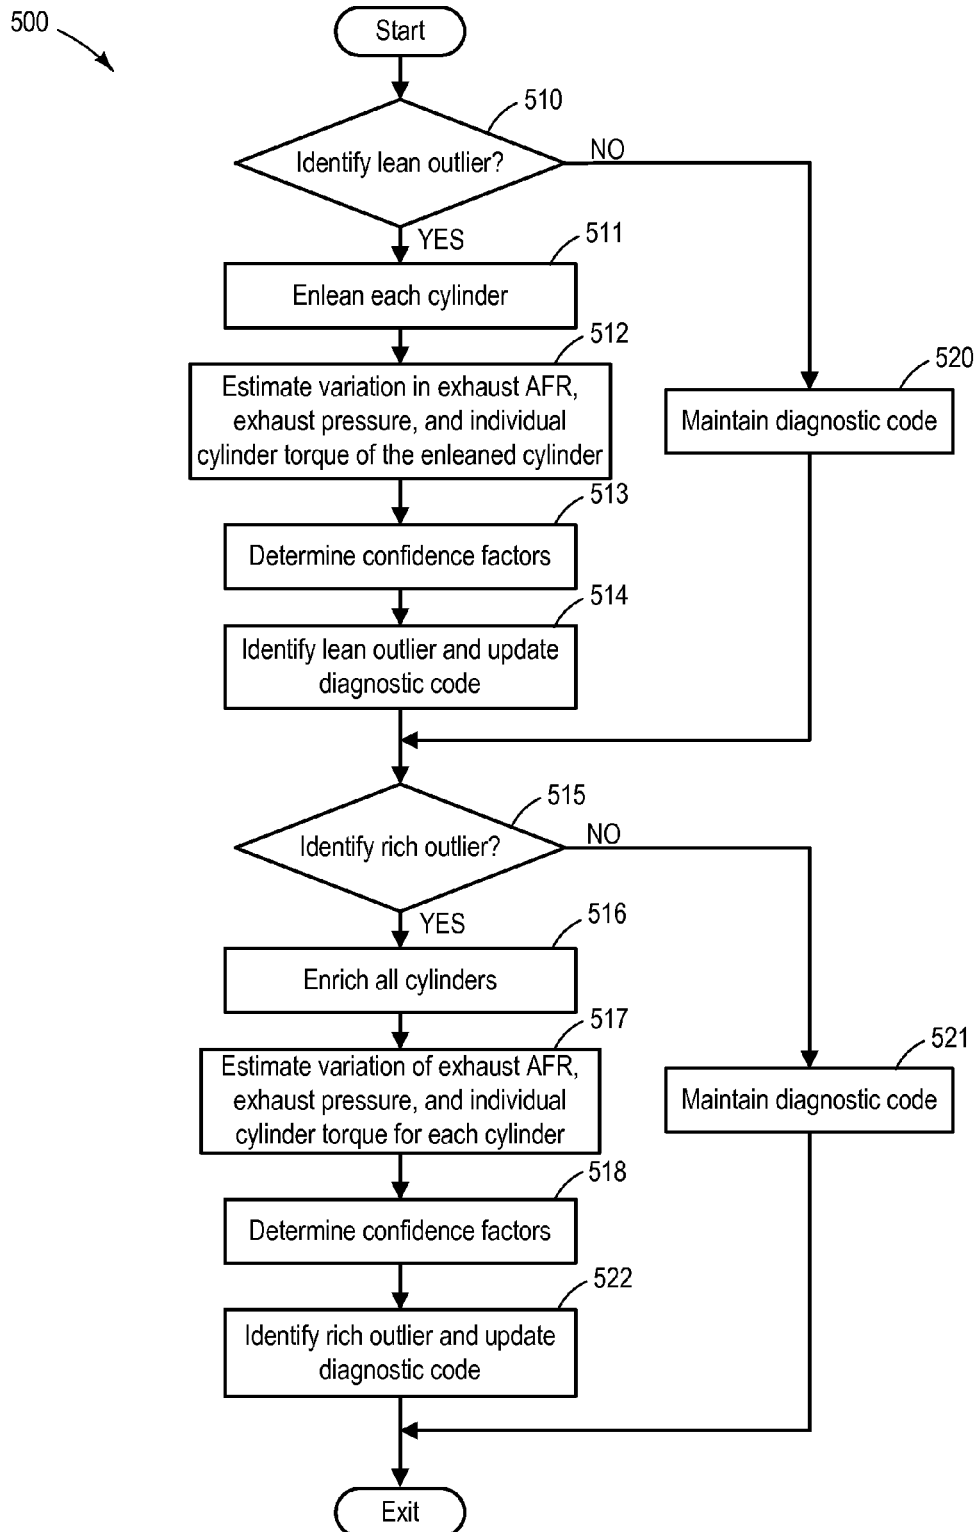 500
Start
510
Identify lean outlier?
NO
YES
511
Enlean each cylinder
512
Estimate variation in exhaust AFR,
exhaust pressure, and individual
cylinder torque of the enleaned cylinder
520
Maintain diagnostic code
513
Determine confidence factors
514
Identify lean outlier and update
diagnostic code
515
Identify rich outlier?
NO
YES
516
Enrich all cylinders
517
Estimate variation of exhaust AFR,
exhaust pressure, and individual
cylinder torque for each cylinder
521
Maintain diagnostic code
518
Determine confidence factors
522
Identify rich outlier and update
diagnostic code
Exit